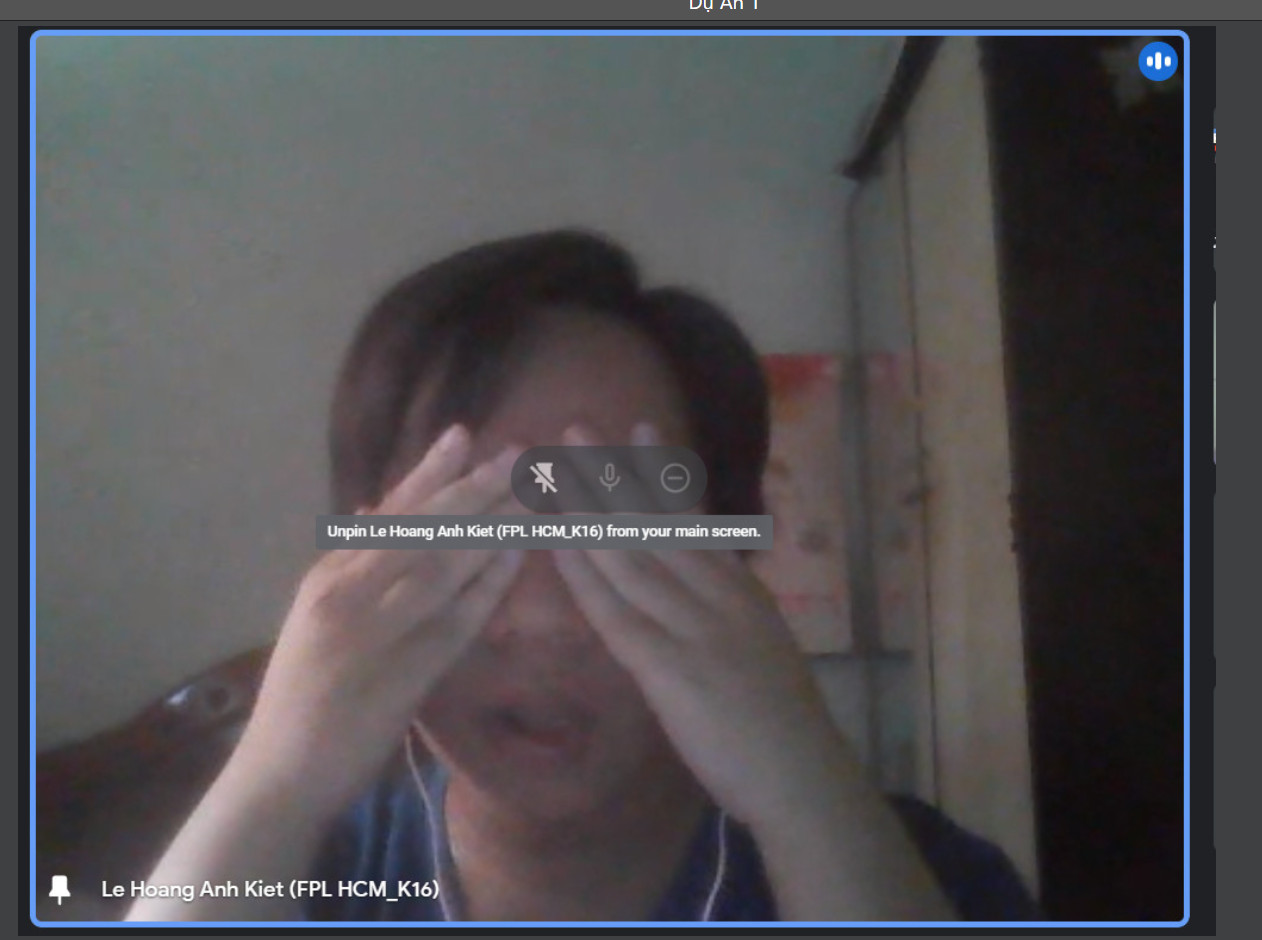 Dự Án 1
Unpin Le Hoang Anh Kiet (FPL HCM_K16) from your main screen.
Le Hoang Anh Kiet (FPL HCM_K16)